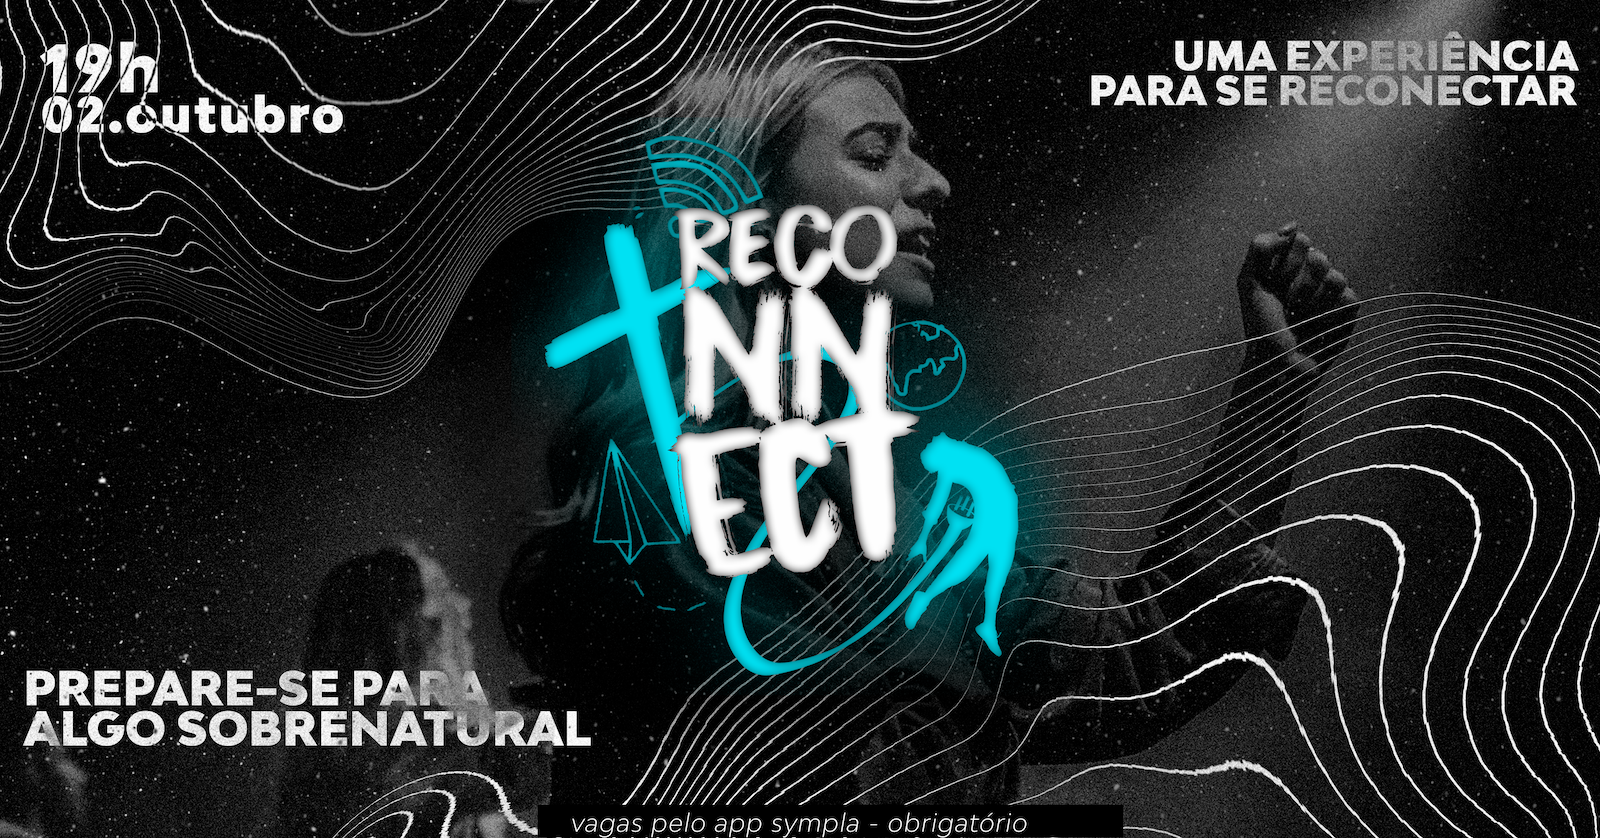 19h
02.outubro
UMA EXPERIÊNCIA
PARA SE RECONECTAR
RECO
NN
ECT
PREPARE-SE PARA
ALGO SOBRENATURAL
vagas pelo app sympla - obrigatório